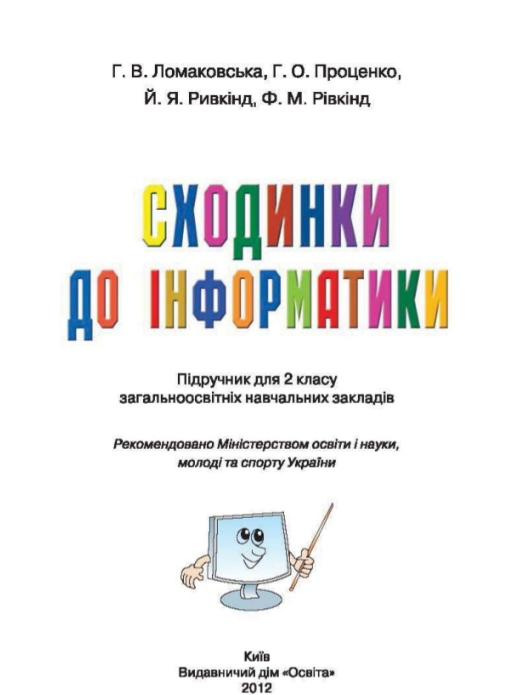 Г. В. Ломаковська, Г. О. Проценко,
Й. Я. Ривкінд, Ф. М. Рівкінд
СХОДИНКИ
ДО ІНФОРМАТИКИ
Підручник для 2 класу
загальноосвітніх навчальних закладів
Рекомендовано Міністерством освіти і науки,
молоді та спорту України
Київ
Видавничий дім «Освіта»
2012